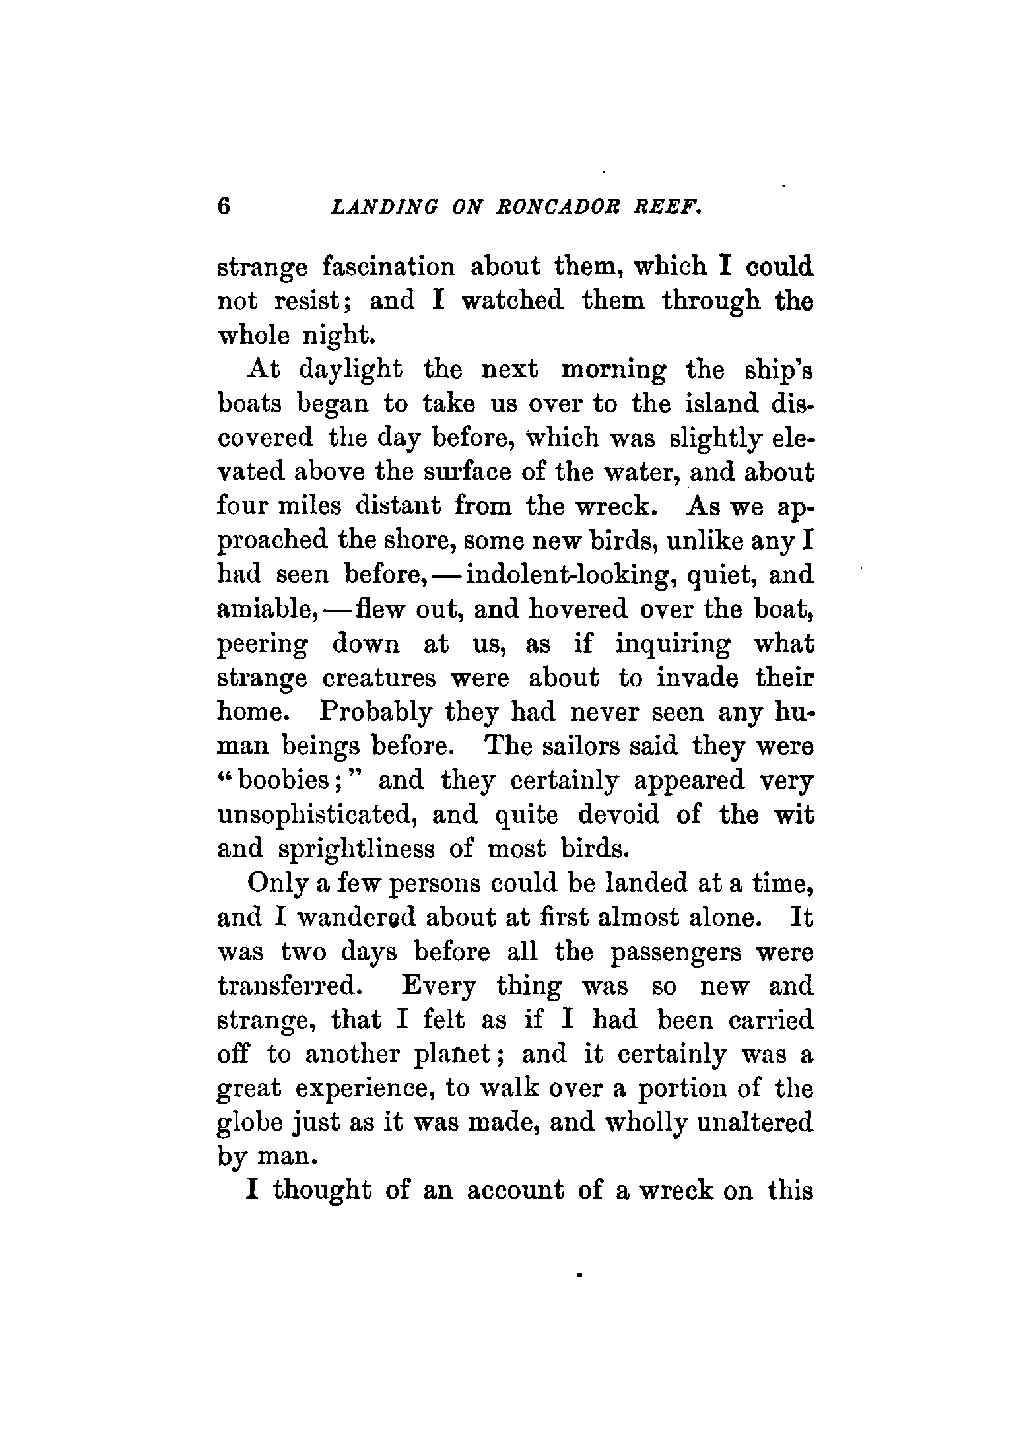 6 LANDING ON RONCADOR REEF.
strange fascination about them, which I could
not resist; and I watched them through the
whole night.
At daylight the next morning the ship's
boats began to take us over to the island dis-
covered the day before, which was slightly ele-
vated above the surface of the water, and about
four miles distant from the wreck. As we ap-
proached the shore, some new birds, unlike any I
had seen before,—indolent-looking, quiet, and
amiable,—flew out, and hovered over the boat,
peering down at us, as if inquiring what
strange creatures were about to invade their
home. Probably they had never seen any hu-
man beings before. The sailors said they were
"boobies;" and they certainly appeared very
unsophisticated, and quite devoid of the wit
and sprightliness of most birds.
Only a few persons could be landed at a time,
and I wandered about at first almost alone. It
was two days before all the passengers were
transferred. Every thing was so new and
strange, that I felt as if I had been carried
off to another planet; and it certainly was a
great experience, to walk over a portion of the
globe just as it was made, and wholly unaltered
by man.
I thought of an account of a wreck on this